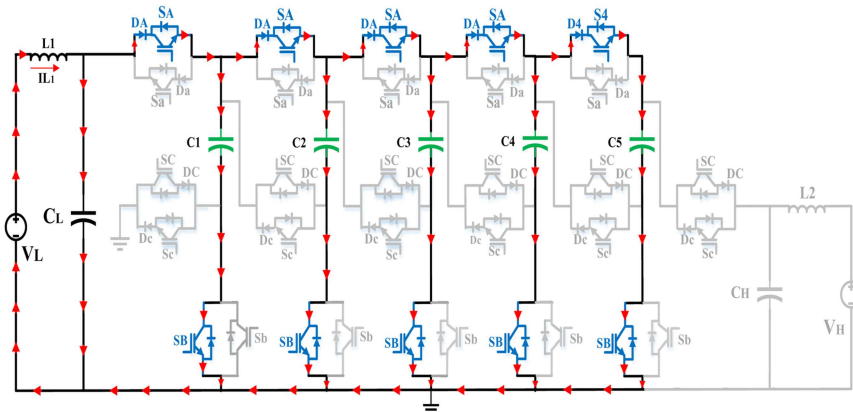 DA SA DA SA DA SA DA SA D4 S4
L1
IL1
Sa Da Sa Da Sa Da Sa Da Sa Da
C1 C2 C3 C4 C5
SC DC SC DC SC DC SC DC SC DC SC DC
Dc Sc Dc Sc Dc Sc Dc Sc Dc Sc Dc Sc
L2
CL
VL
CH
VH
SB Sb SB Sb SB Sb SB Sb SB Sb